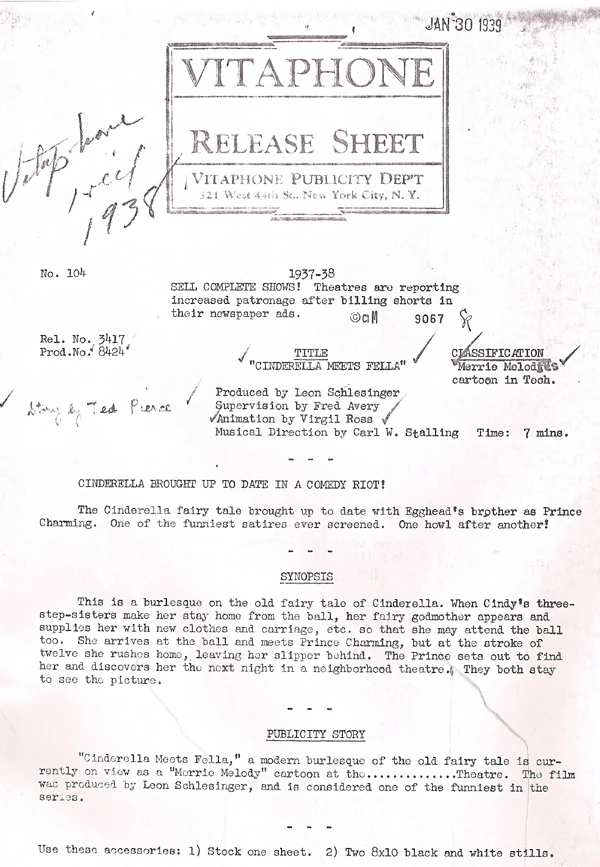 JAN 30 1939
VITAPHONE
RELEASE SHEET
VITAPHONE PUBLICITY DEP'T
321 West 44th St., New York City, N. Y.
Vitaphone
1938
No. 104 1937-38
SELL COMPLETE SHOWS! Theatres are reporting
increased patronage after billing shorts in
their newspaper ads. ©CM 9067
Rel. No. 3417
Prod.No. 8424
TITLE CLASSIFICATION
"CINDERELLA MEETS FELLA" "Merrie Melodies
cartoon in Tech.
Produced by Leon Schlesinger
Story by Ted Pierce Supervision by Fred Avery
Animation by Virgil Ross
Musical Direction by Carl W. Stalling Time: 7 mins.
- - -
CINDERELLA BROUGHT UP TO DATE IN A COMEDY RIOT!
The Cinderella fairy tale brought up to date with Egghead's brother as Prince
Charming. One of the funniest satires ever screened. One howl after another!
- - -
SYNOPSIS
This is a burlesque on the old fairy tale of Cinderella. When Cindy's three-
step-sisters make her stay home from the ball, her fairy godmother appears and
supplies her with new clothes and carriage, etc. so that she may attend the ball
too. She arrives at the ball and meets Prince Charming, but at the stroke of
twelve she rushes home, leaving her slipper behind. The Prince sets out to find
her and discovers her the next night in a neighborhood theatre. They both stay
to see the picture.
- - -
PUBLICITY STORY
"Cinderella Meets Fella," a modern burlesque of the old fairy tale is cur-
rently on view as a "Merrie Melody" cartoon at the..............Theatre. The film
was produced by Leon Schlesinger, and is considered one of the funniest in the
series.
- - -
Use these accessories: 1) Stock one sheet. 2) Two 8x10 black and white stills.